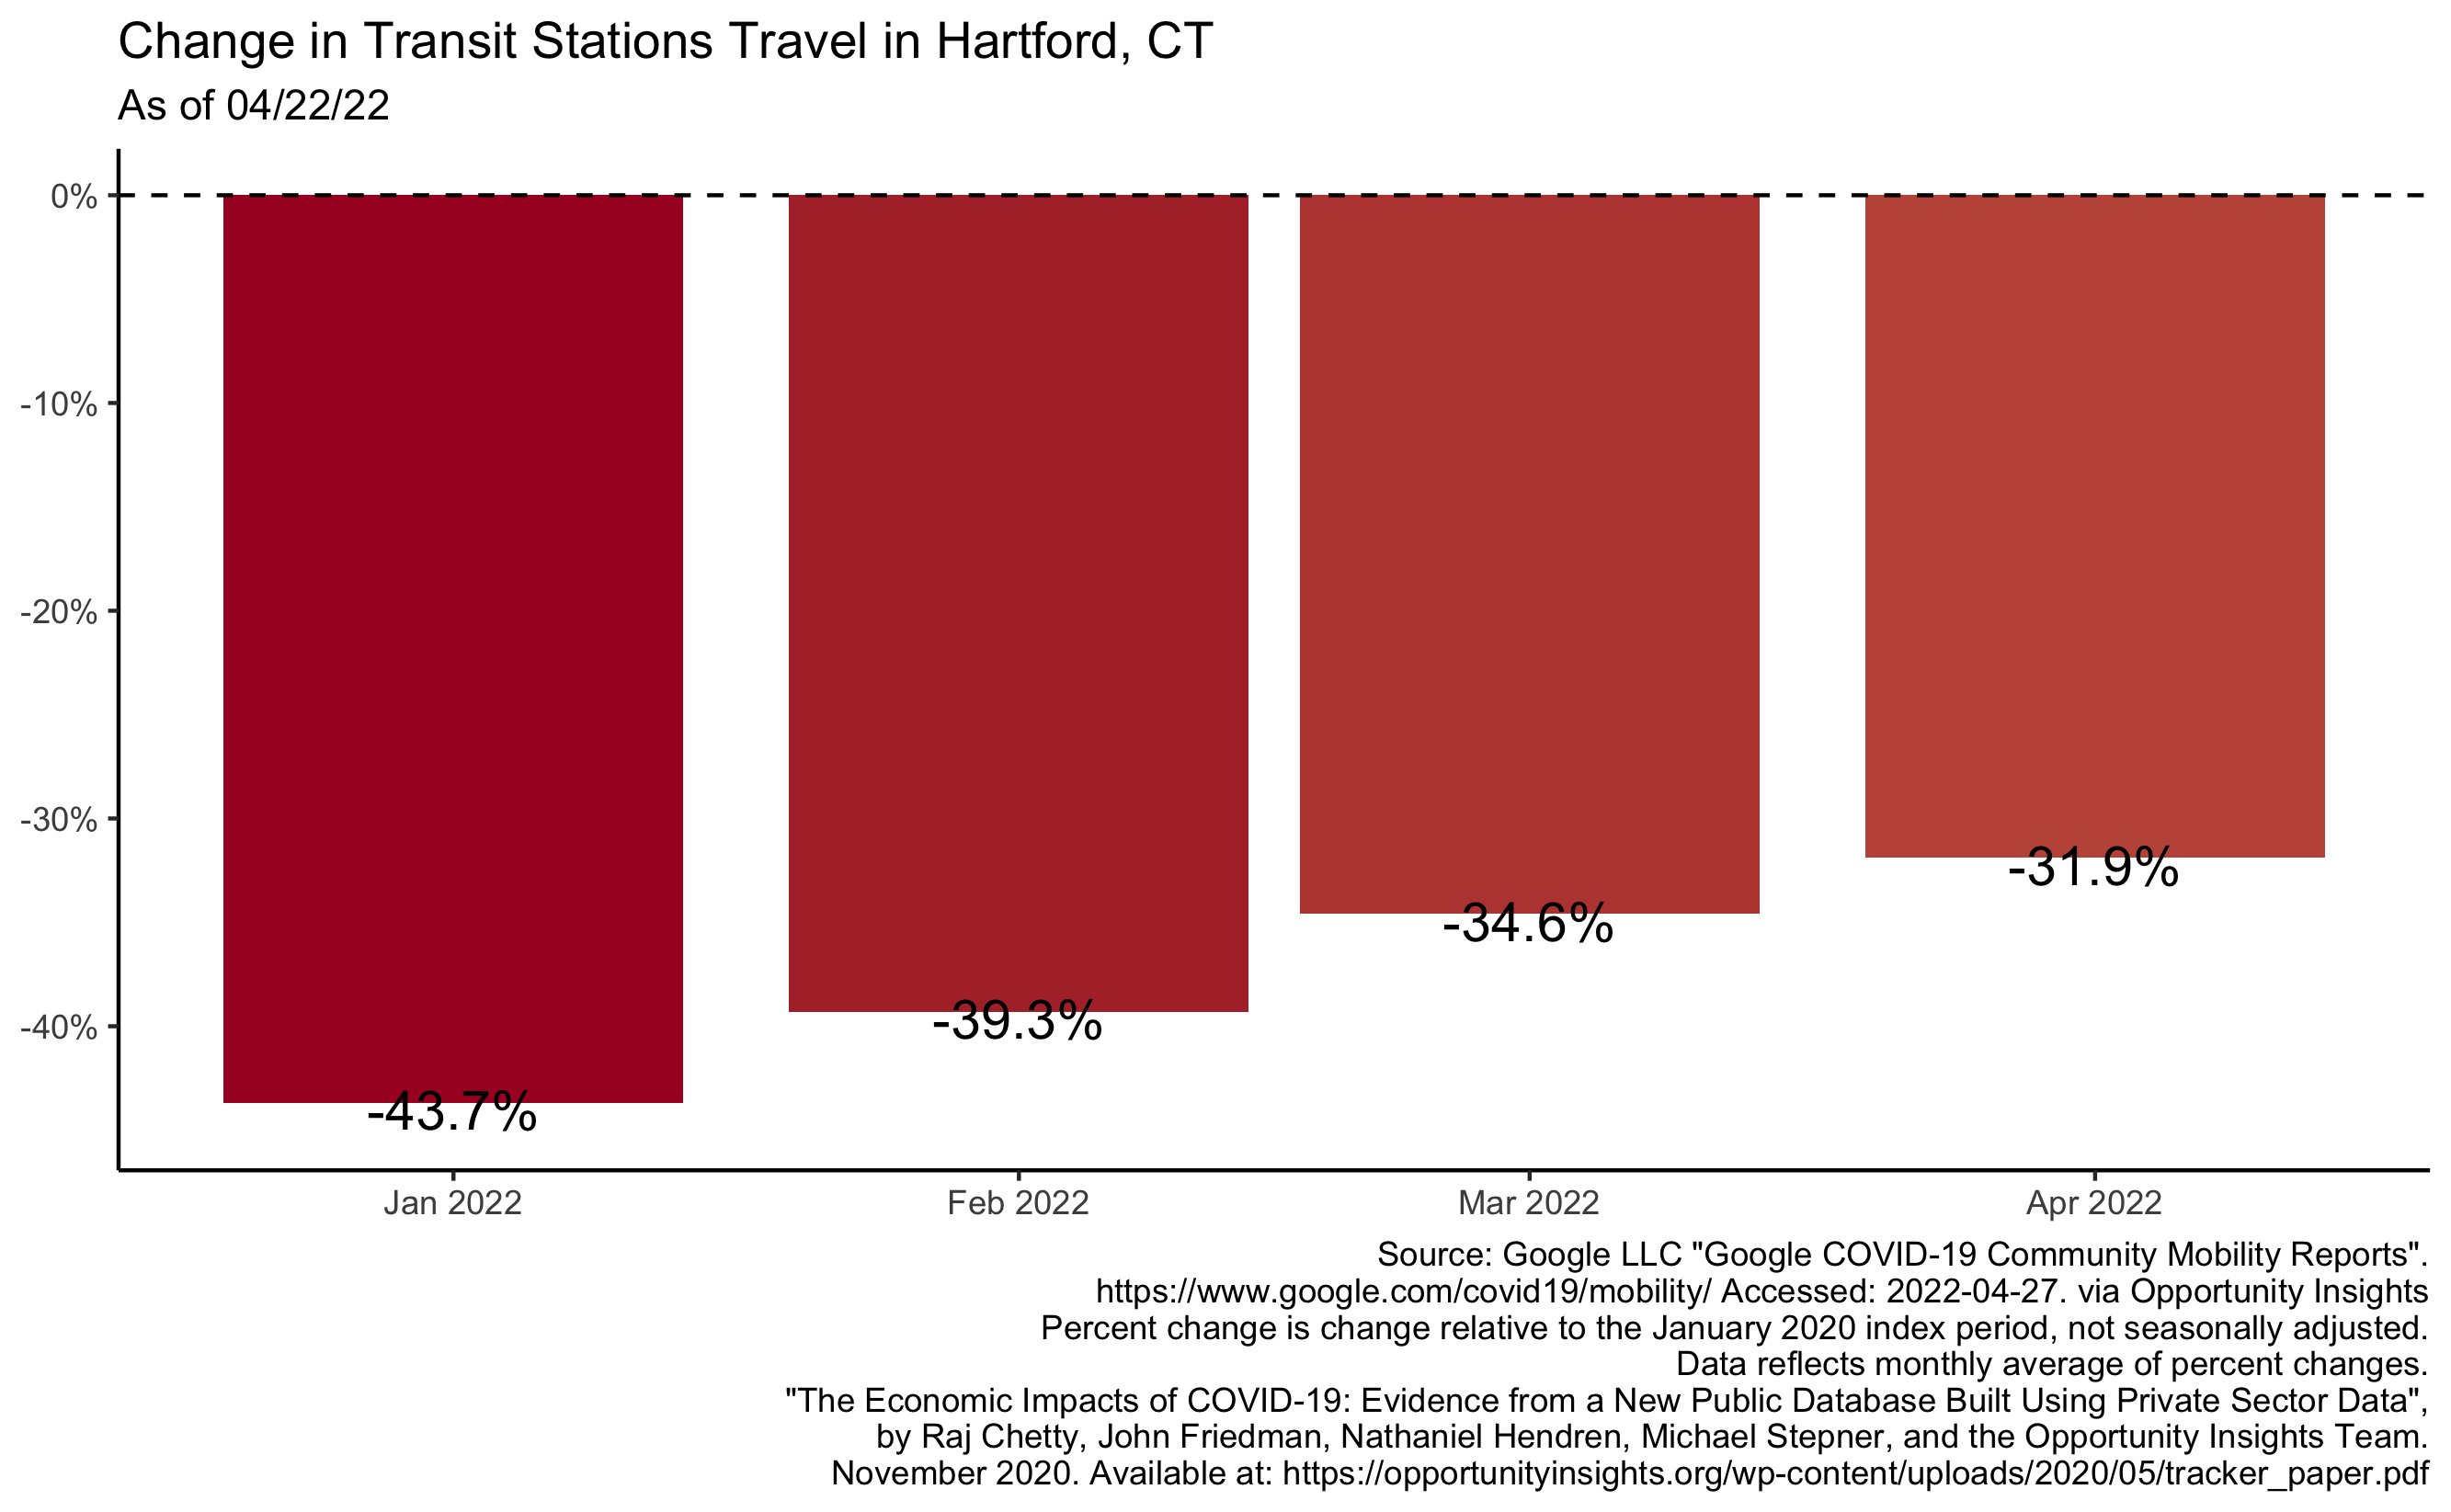 Change in Transit Stations Travel in Hartford, CT
As of 04/22/22
0%
-10%
-20%
-30%
-40%
-43.7%
-39.3%
-34.6%
-31.9%
Jan 2022
Feb 2022
Mar 2022
Apr 2022
Source: Google LLC "Google COVID-19 Community Mobility Reports".
https://www.google.com/covid19/mobility/ Accessed: 2022-04-27. via Opportunity Insights
Percent change is change relative to the January 2020 index period, not seasonally adjusted.
Data reflects monthly average of percent changes.
"The Economic Impacts of COVID-19: Evidence from a New Public Database Built Using Private Sector Data",
by Raj Chetty, John Friedman, Nathaniel Hendren, Michael Stepner, and the Opportunity Insights Team.
November 2020. Available at: https://opportunityinsights.org/wp-content/uploads/2020/05/tracker_paper.pdf